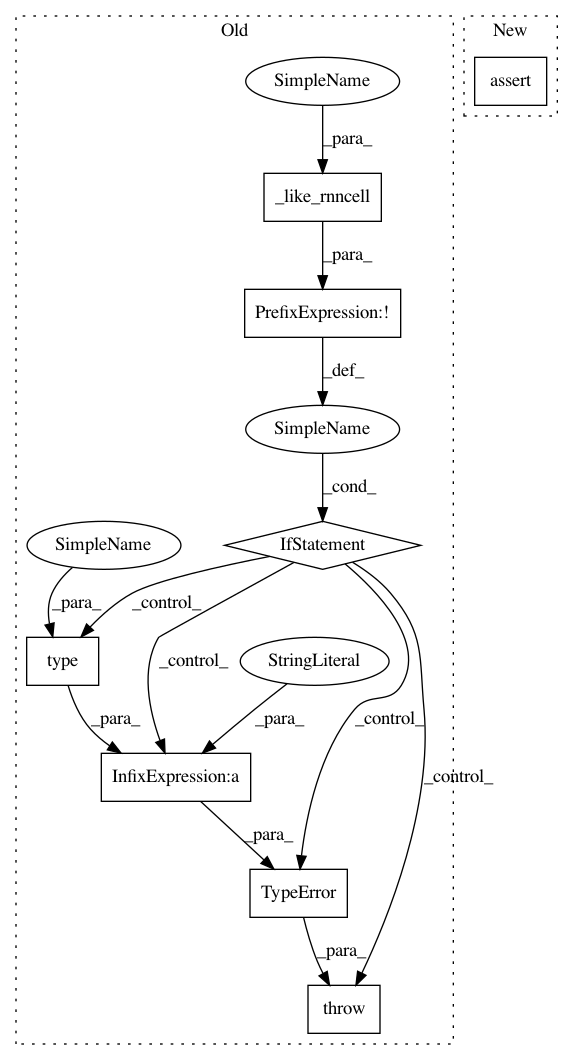 Old
New
SimpleName
assert
_para_
_like_rnncell
_para_
PrefixExpression:!
_def_
SimpleName
_cond_
SimpleName
IfStatement
_para_
_control_
type
_control_
StringLiteral
_para_
_para_
_control_
_control_
InfixExpression:a
_para_
TypeError
_para_
throw